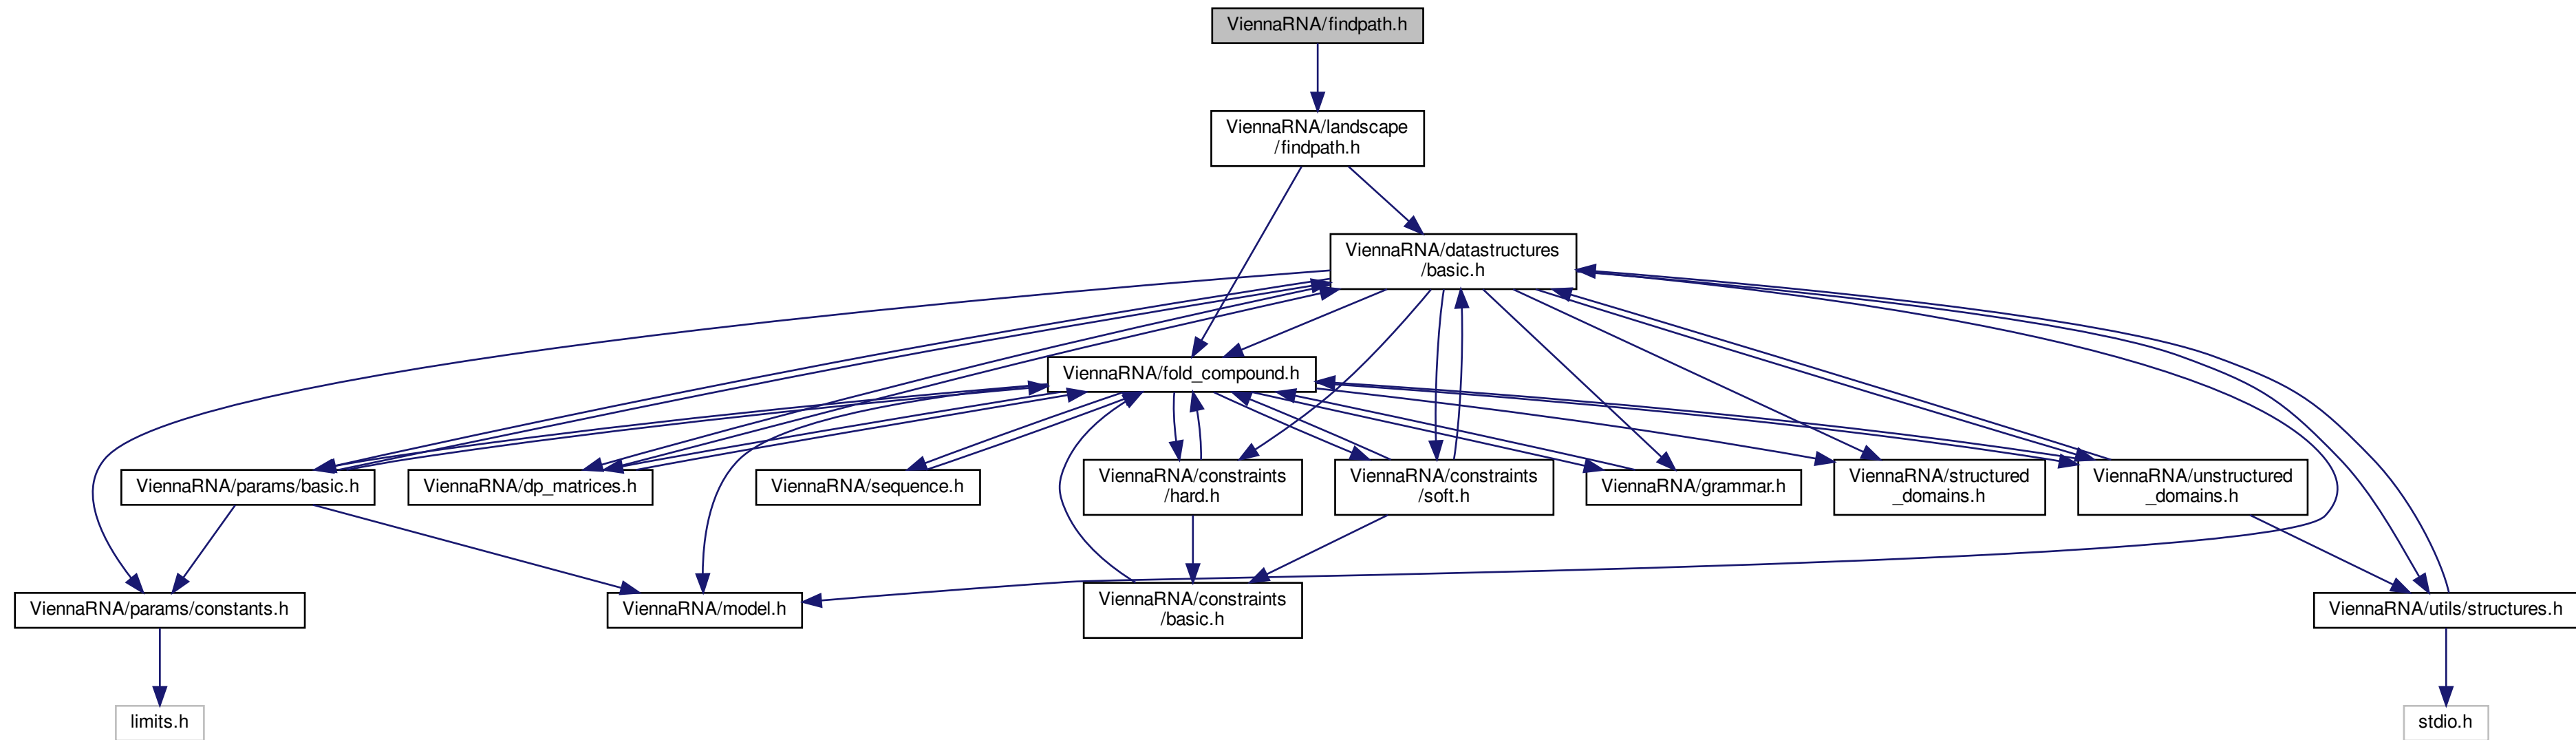 ViennaRNA/findpath.h
ViennaRNA/landscape
/findpath.h
ViennaRNA/datastructures
/basic.h
ViennaRNA/fold_compound.h
ViennaRNA/params/basic.h
ViennaRNA/dp_matrices.h
ViennaRNA/sequence.h
ViennaRNA/constraints
/hard.h
ViennaRNA/constraints
/soft.h
ViennaRNA/grammar.h
ViennaRNA/structured
_domains.h
ViennaRNA/unstructured
_domains.h
ViennaRNA/params/constants.h
ViennaRNA/model.h
ViennaRNA/constraints
/basic.h
ViennaRNA/utils/structures.h
limits.h
stdio.h